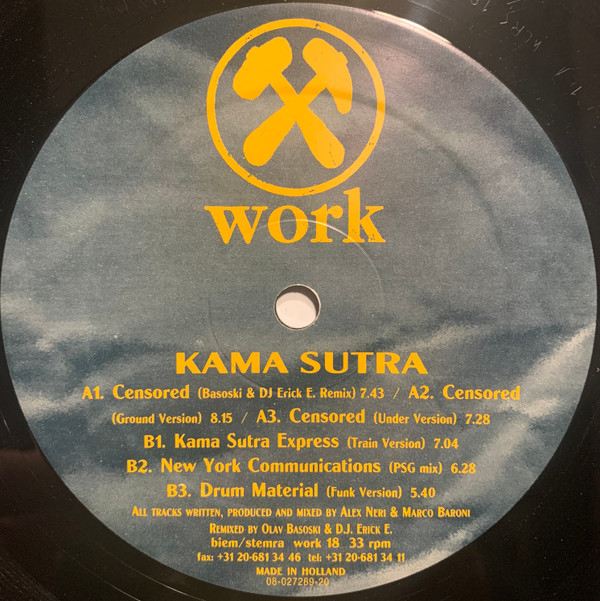 work
KAMA SUTRA
A1. Censored (Basoski & DJ Erick E. Remix) 7.43 / A2. Censored
(Ground Version) 8.15 / A3. Censored (Under Version) 7.28
B1. Kama Sutra Express (Train Version) 7.04
B2. New York Communications (PSG mix) 6.28
B3. Drum Material (Funk Version) 5.40
ALL TRACKS WRITTEN, PRODUCED AND MIXED BY ALEX NERI & MARCO BARONI
REMIXED BY OLAV BASOSKI & D.J. ERICK E.
biem/stemra work 18 33 rpm
fax: +31 20-681 34 46 tel: +31 20-681 34 11
MADE IN HOLLAND
08-027289-20